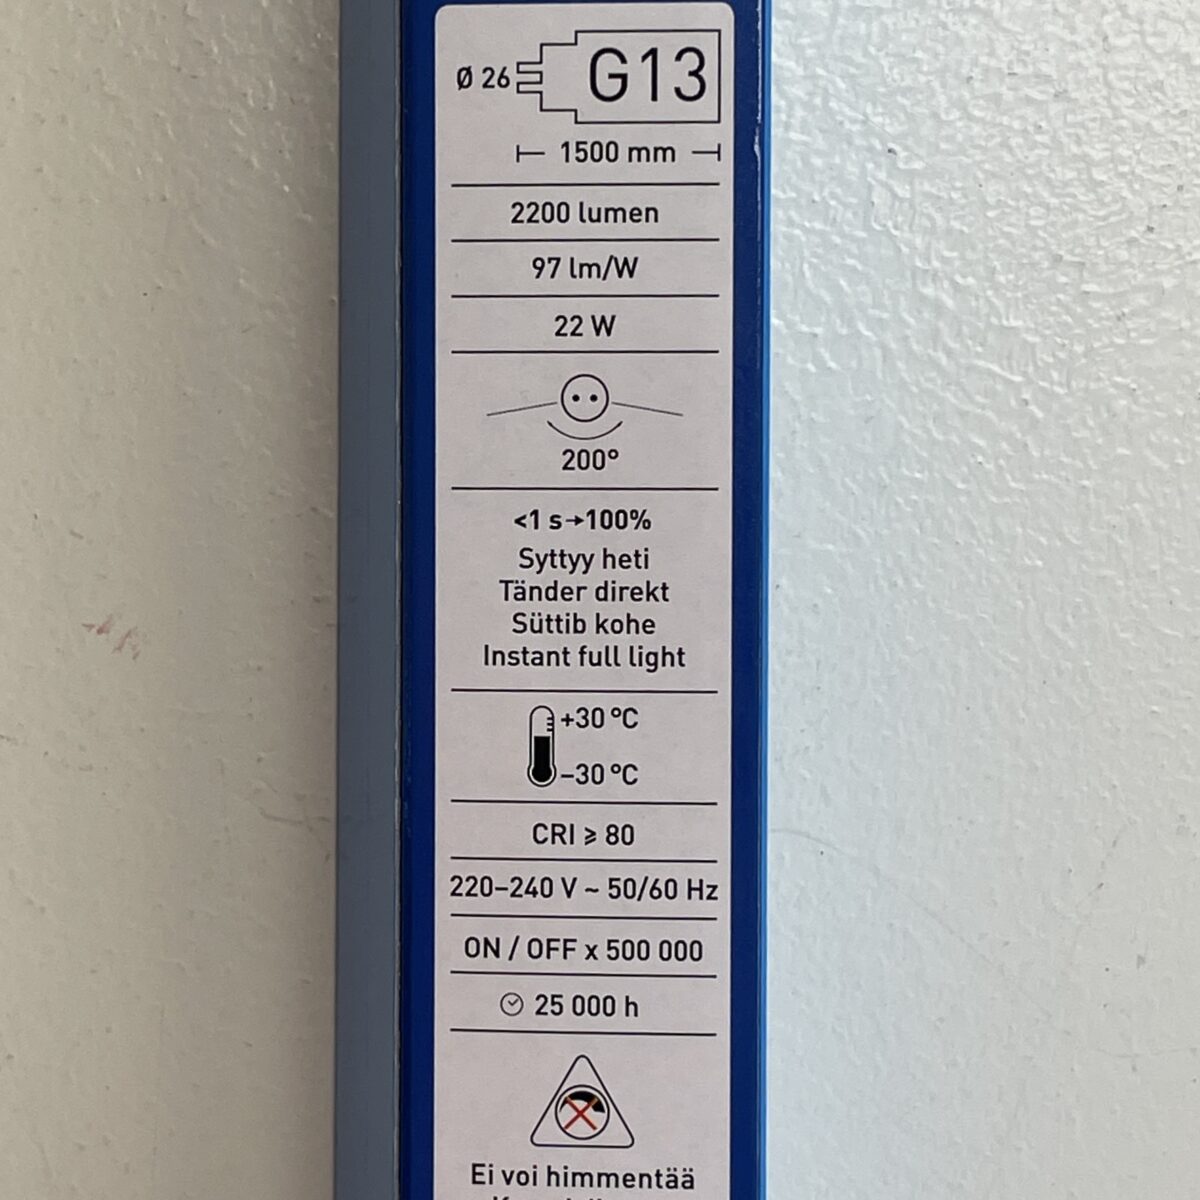 Ø 26 G13
1500 mm
2200 lumen
97 lm/W
22 W
200°
<1 s→100%
Syttyy heti
Tänder direkt
Süttib kohe
Instant full light
+30 °C
–30 °C
CRI ≥ 80
220–240 V ~ 50/60 Hz
ON / OFF x 500 000
25 000 h
Ei voi himmentää